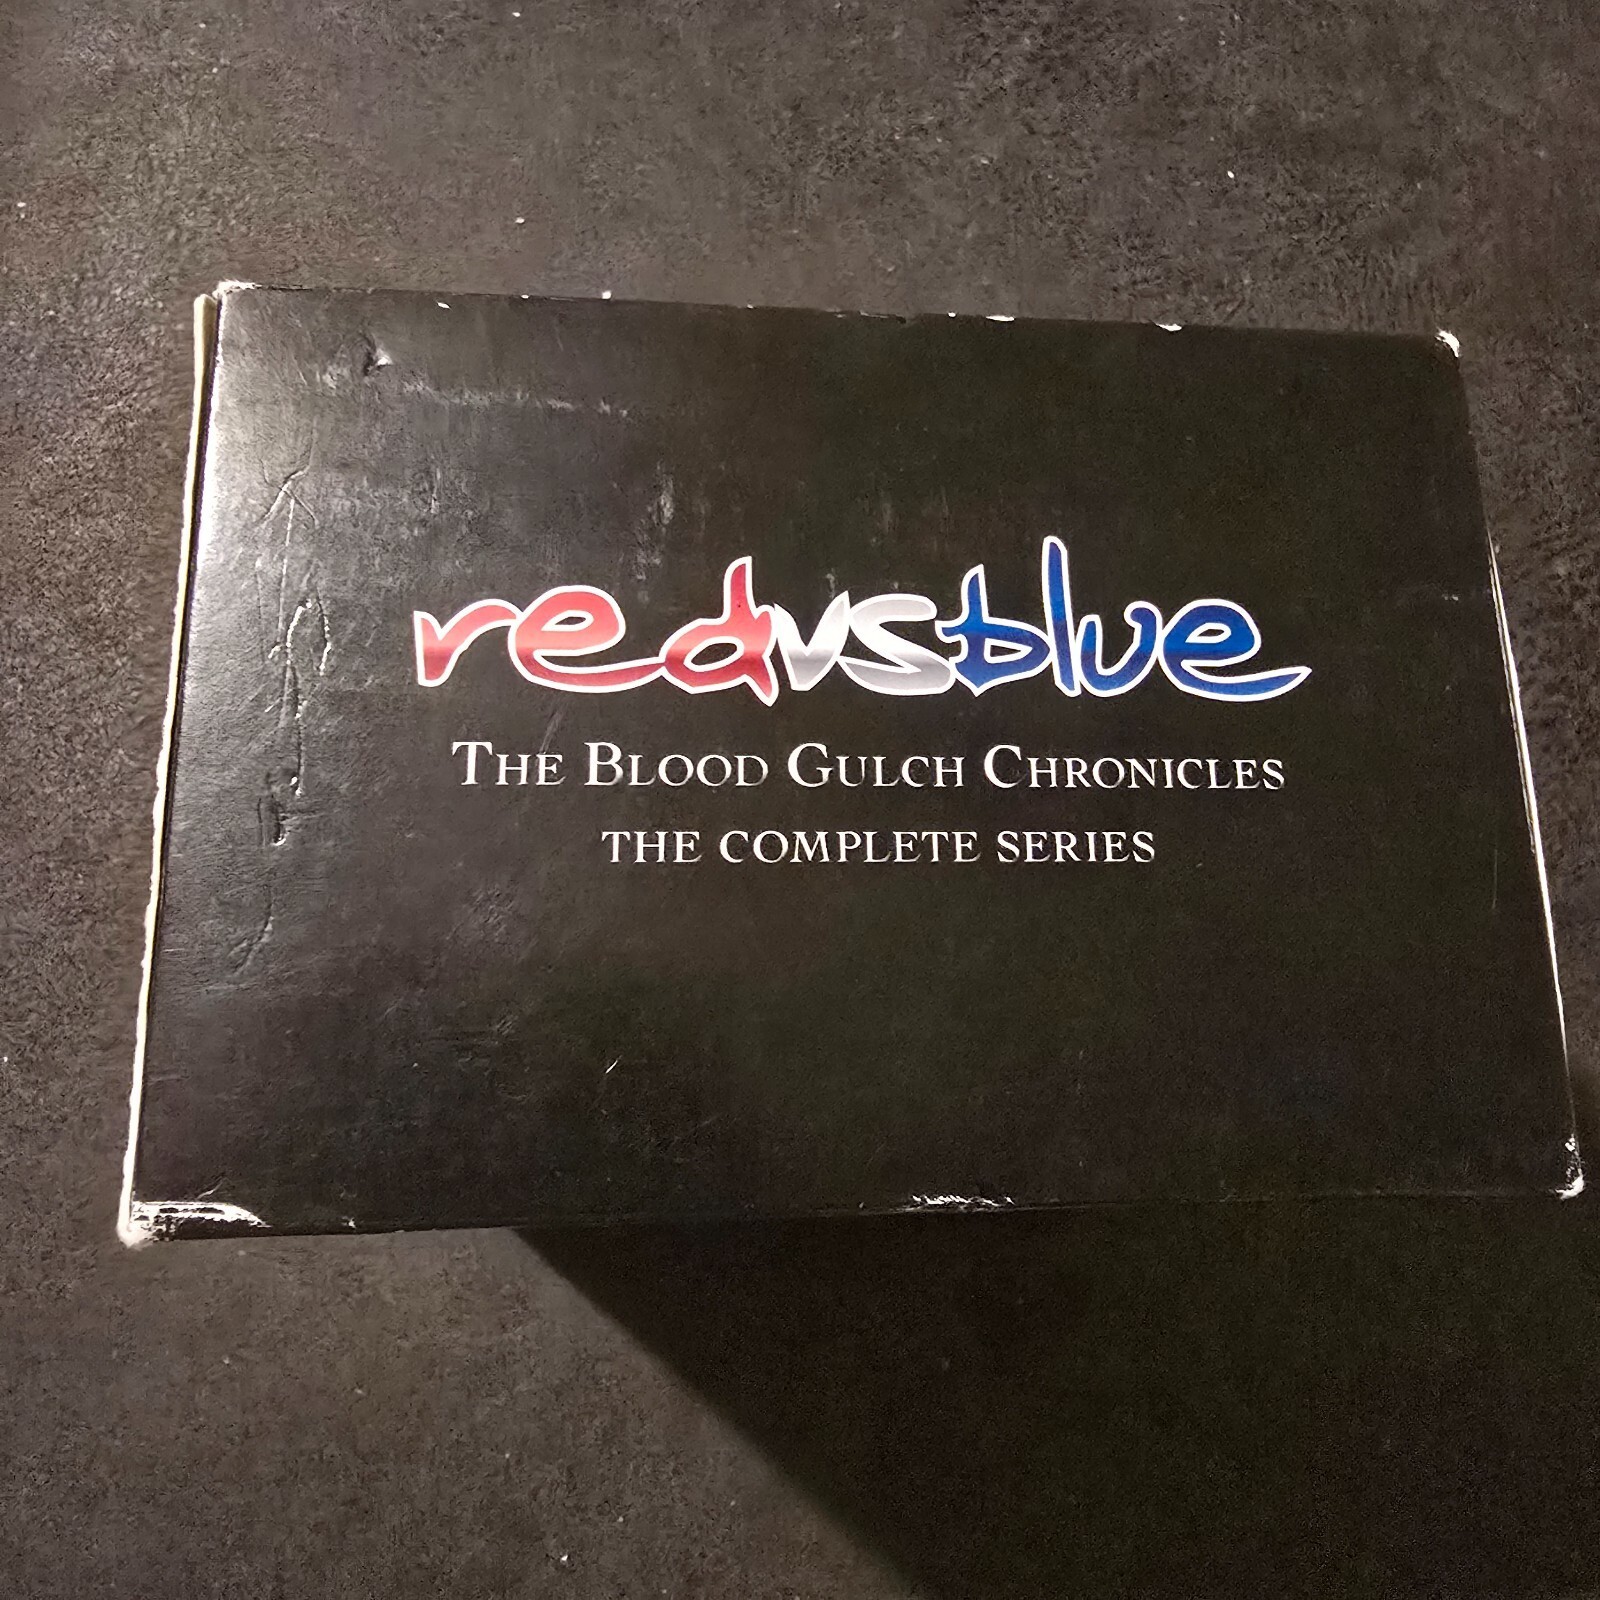 redvsblue
THE BLOOD GULCH CHRONICLES
THE COMPLETE SERIES